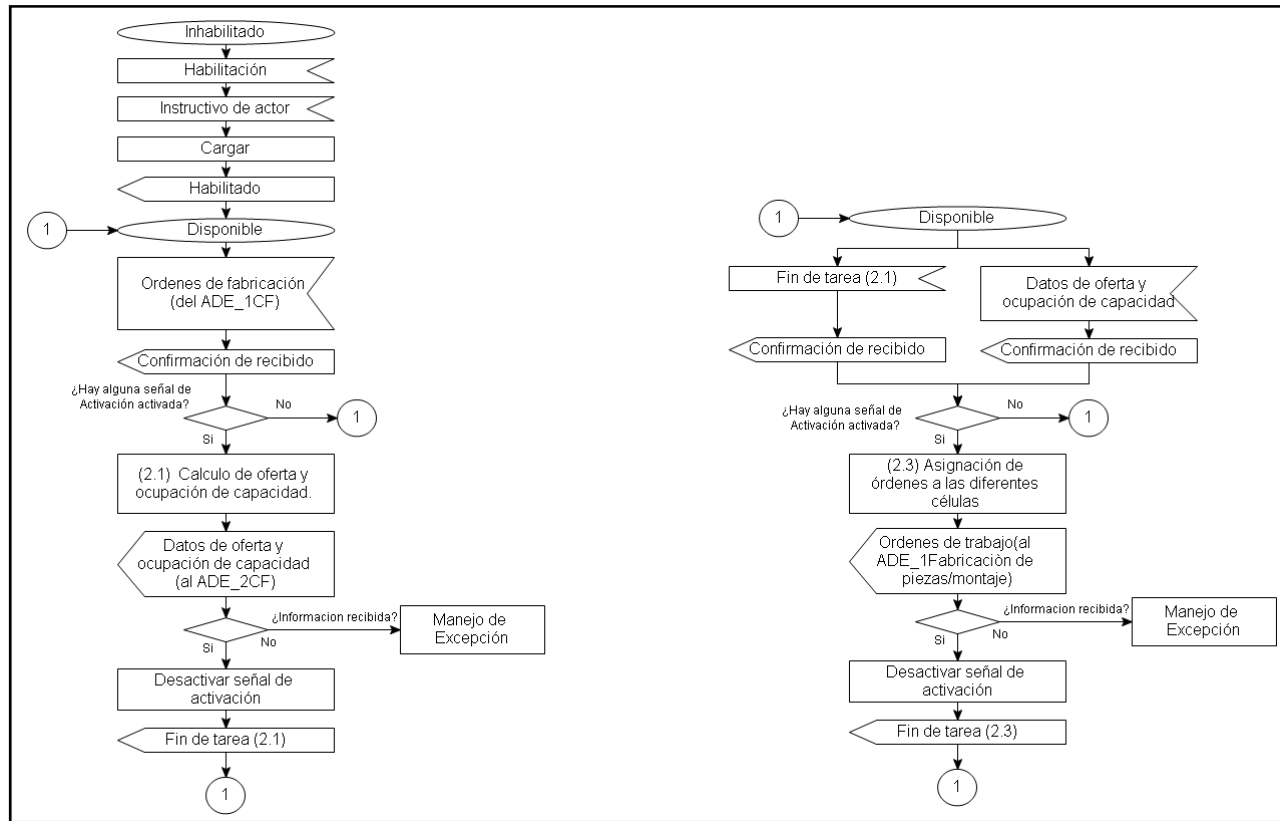 Inhabilitado
Habilitación
Instructivo de actor
Cargar
Habilitado
1
Disponible
Ordenes de fabricación
(del ADE_1CF)
Confirmación de recibido
¿Hay alguna señal de
Activación activada?
No
1
Si
(2.1) Calculo de oferta y
ocupación de capacidad.
Datos de oferta y
ocupación de capacidad
(al ADE_2CF)
¿Informacion recibida?
Manejo de
Excepción
Si
No
Desactivar señal de
activación
Fin de tarea (2.1)
1
1
Disponible
Fin de tarea (2.1)
Datos de oferta y
ocupación de capacidad
Confirmación de recibido
Confirmación de recibido
¿Hay alguna señal de
Activación activada?
No
1
Si
(2.3) Asignación de
órdenes a las diferentes
células
Ordenes de trabajo(al
ADE_1Fabricaciòn de
piezas/montaje)
¿Informacion recibida?
Manejo de
Excepción
Si
No
Desactivar señal de
activación
Fin de tarea (2.3)
1